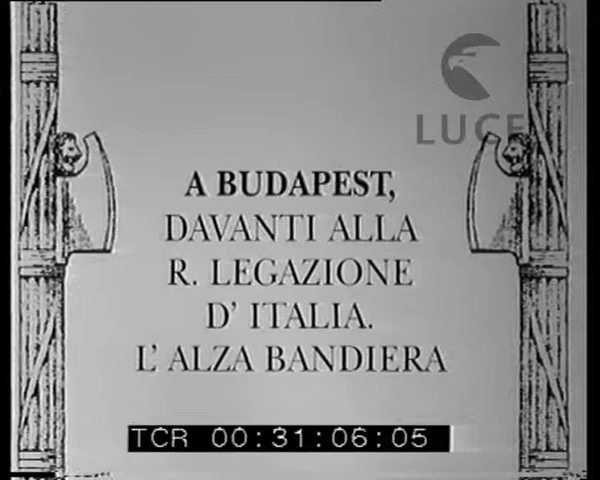 LUCE
A BUDAPEST,
DAVANTI ALLA
R. LEGAZIONE
D' ITALIA.
L' ALZA BANDIERA
TCR 00:31:06:05